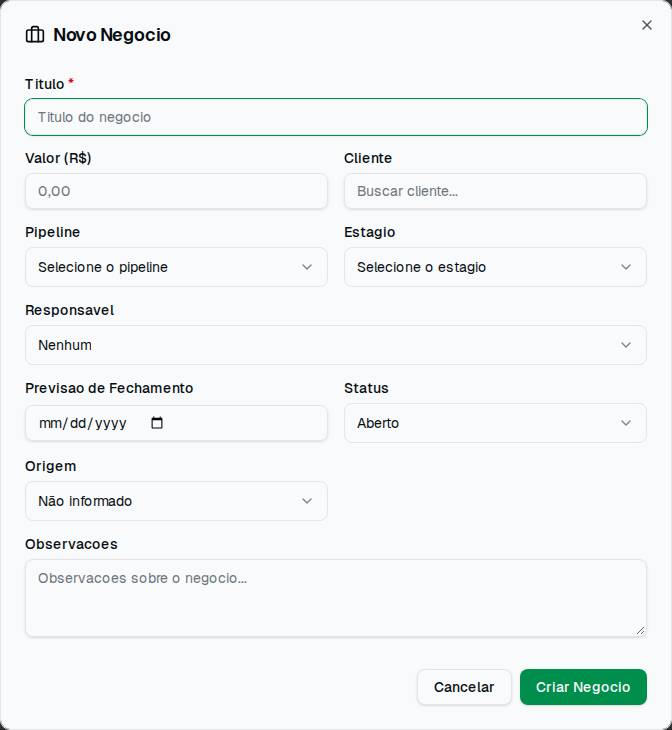 Novo Negocio
Titulo *
Titulo do negocio
Valor (R$) Cliente
0,00 Buscar cliente...
Pipeline Estagio
Selecione o pipeline Selecione o estagio
Responsavel
Nenhum
Previsao de Fechamento Status
mm/dd/yyyy Aberto
Origem
Não informado
Observacoes
Observacoes sobre o negocio...
Cancelar Criar Negocio